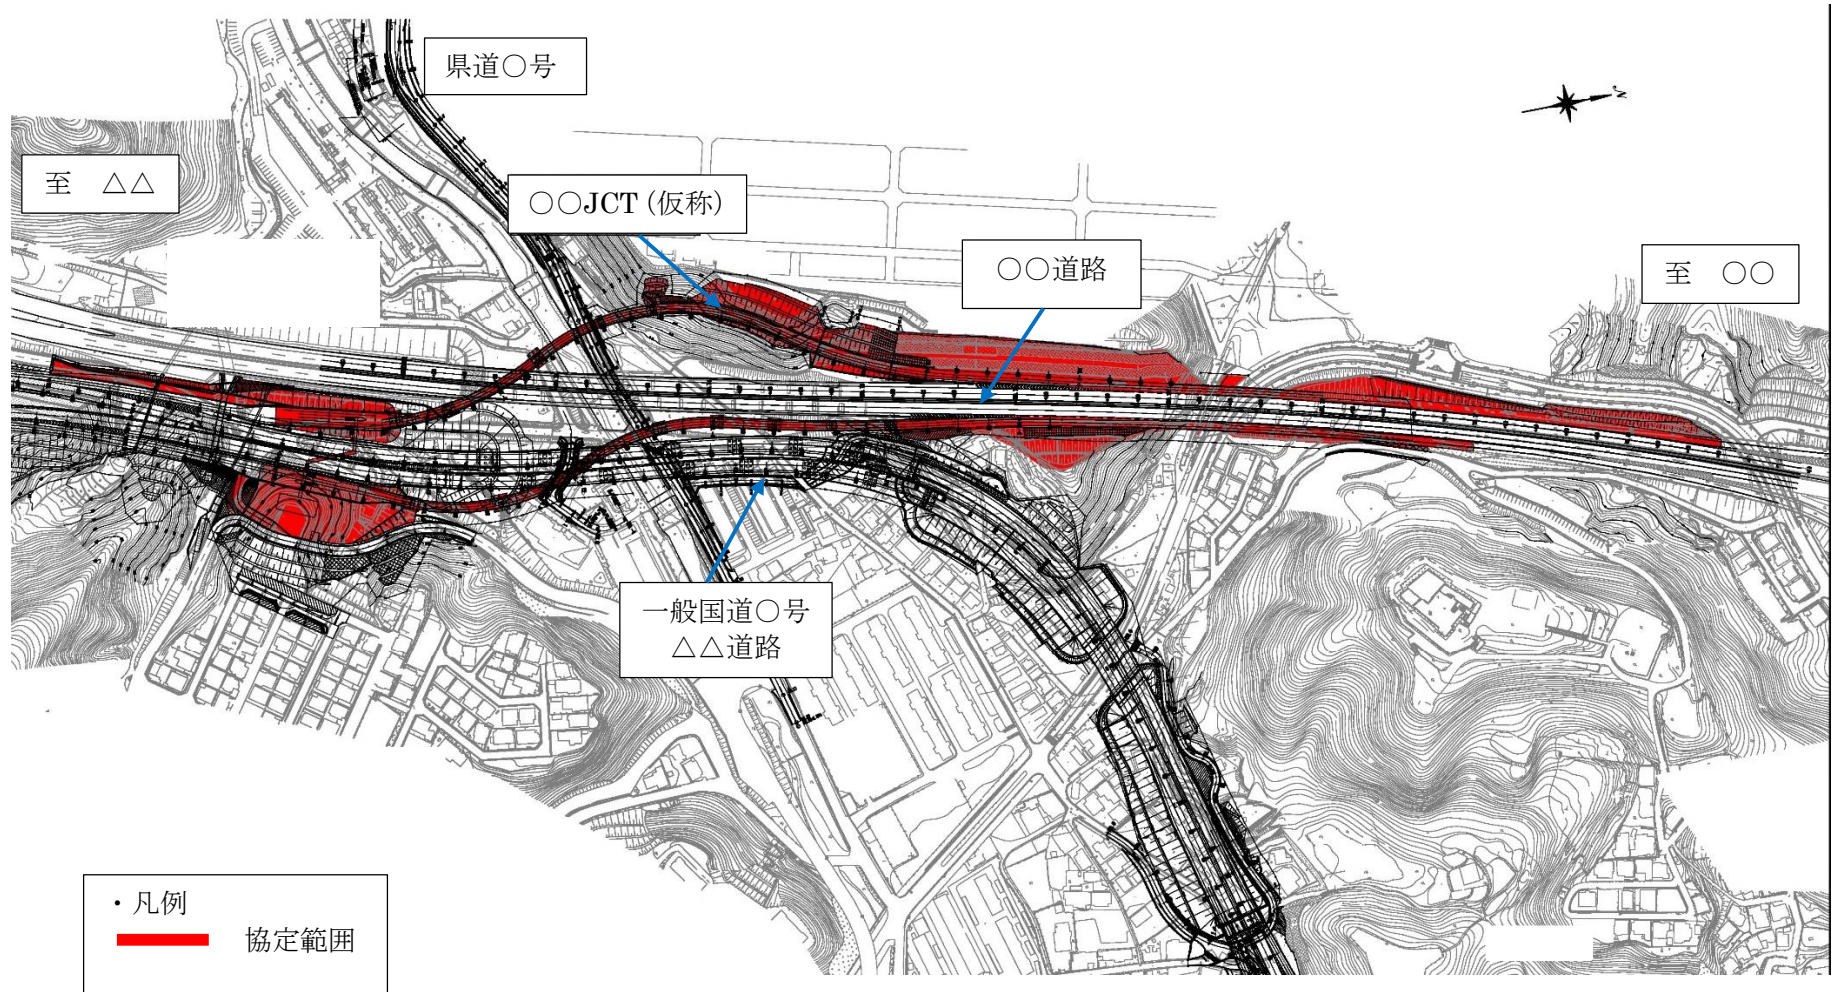 県道○号
至　△△
○○JCT（仮称）
○○道路
至　○○
一般国道○号
△△道路
・凡例
協定範囲